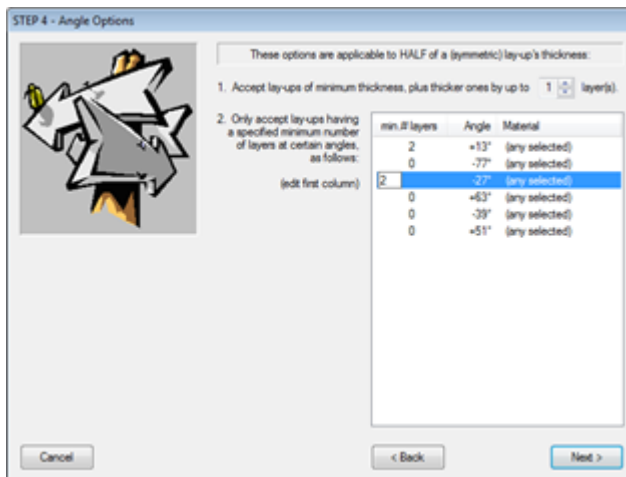 STEP 4 - Angle Options
These options are applicable to HALF of a (symmetric) lay-up's thickness:
1. Accept lay-ups of minimum thickness, plus thicker ones by up to 1 layer(s).
2. Only accept lay-ups having
a specified minimum number
of layers at certain angles,
as follows:
(edit first column)
min.# layers Angle Material
2 +13° (any selected)
0 -77° (any selected)
2 -27° (any selected)
0 +63° (any selected)
0 -39° (any selected)
0 +51° (any selected)
Cancel < Back Next >